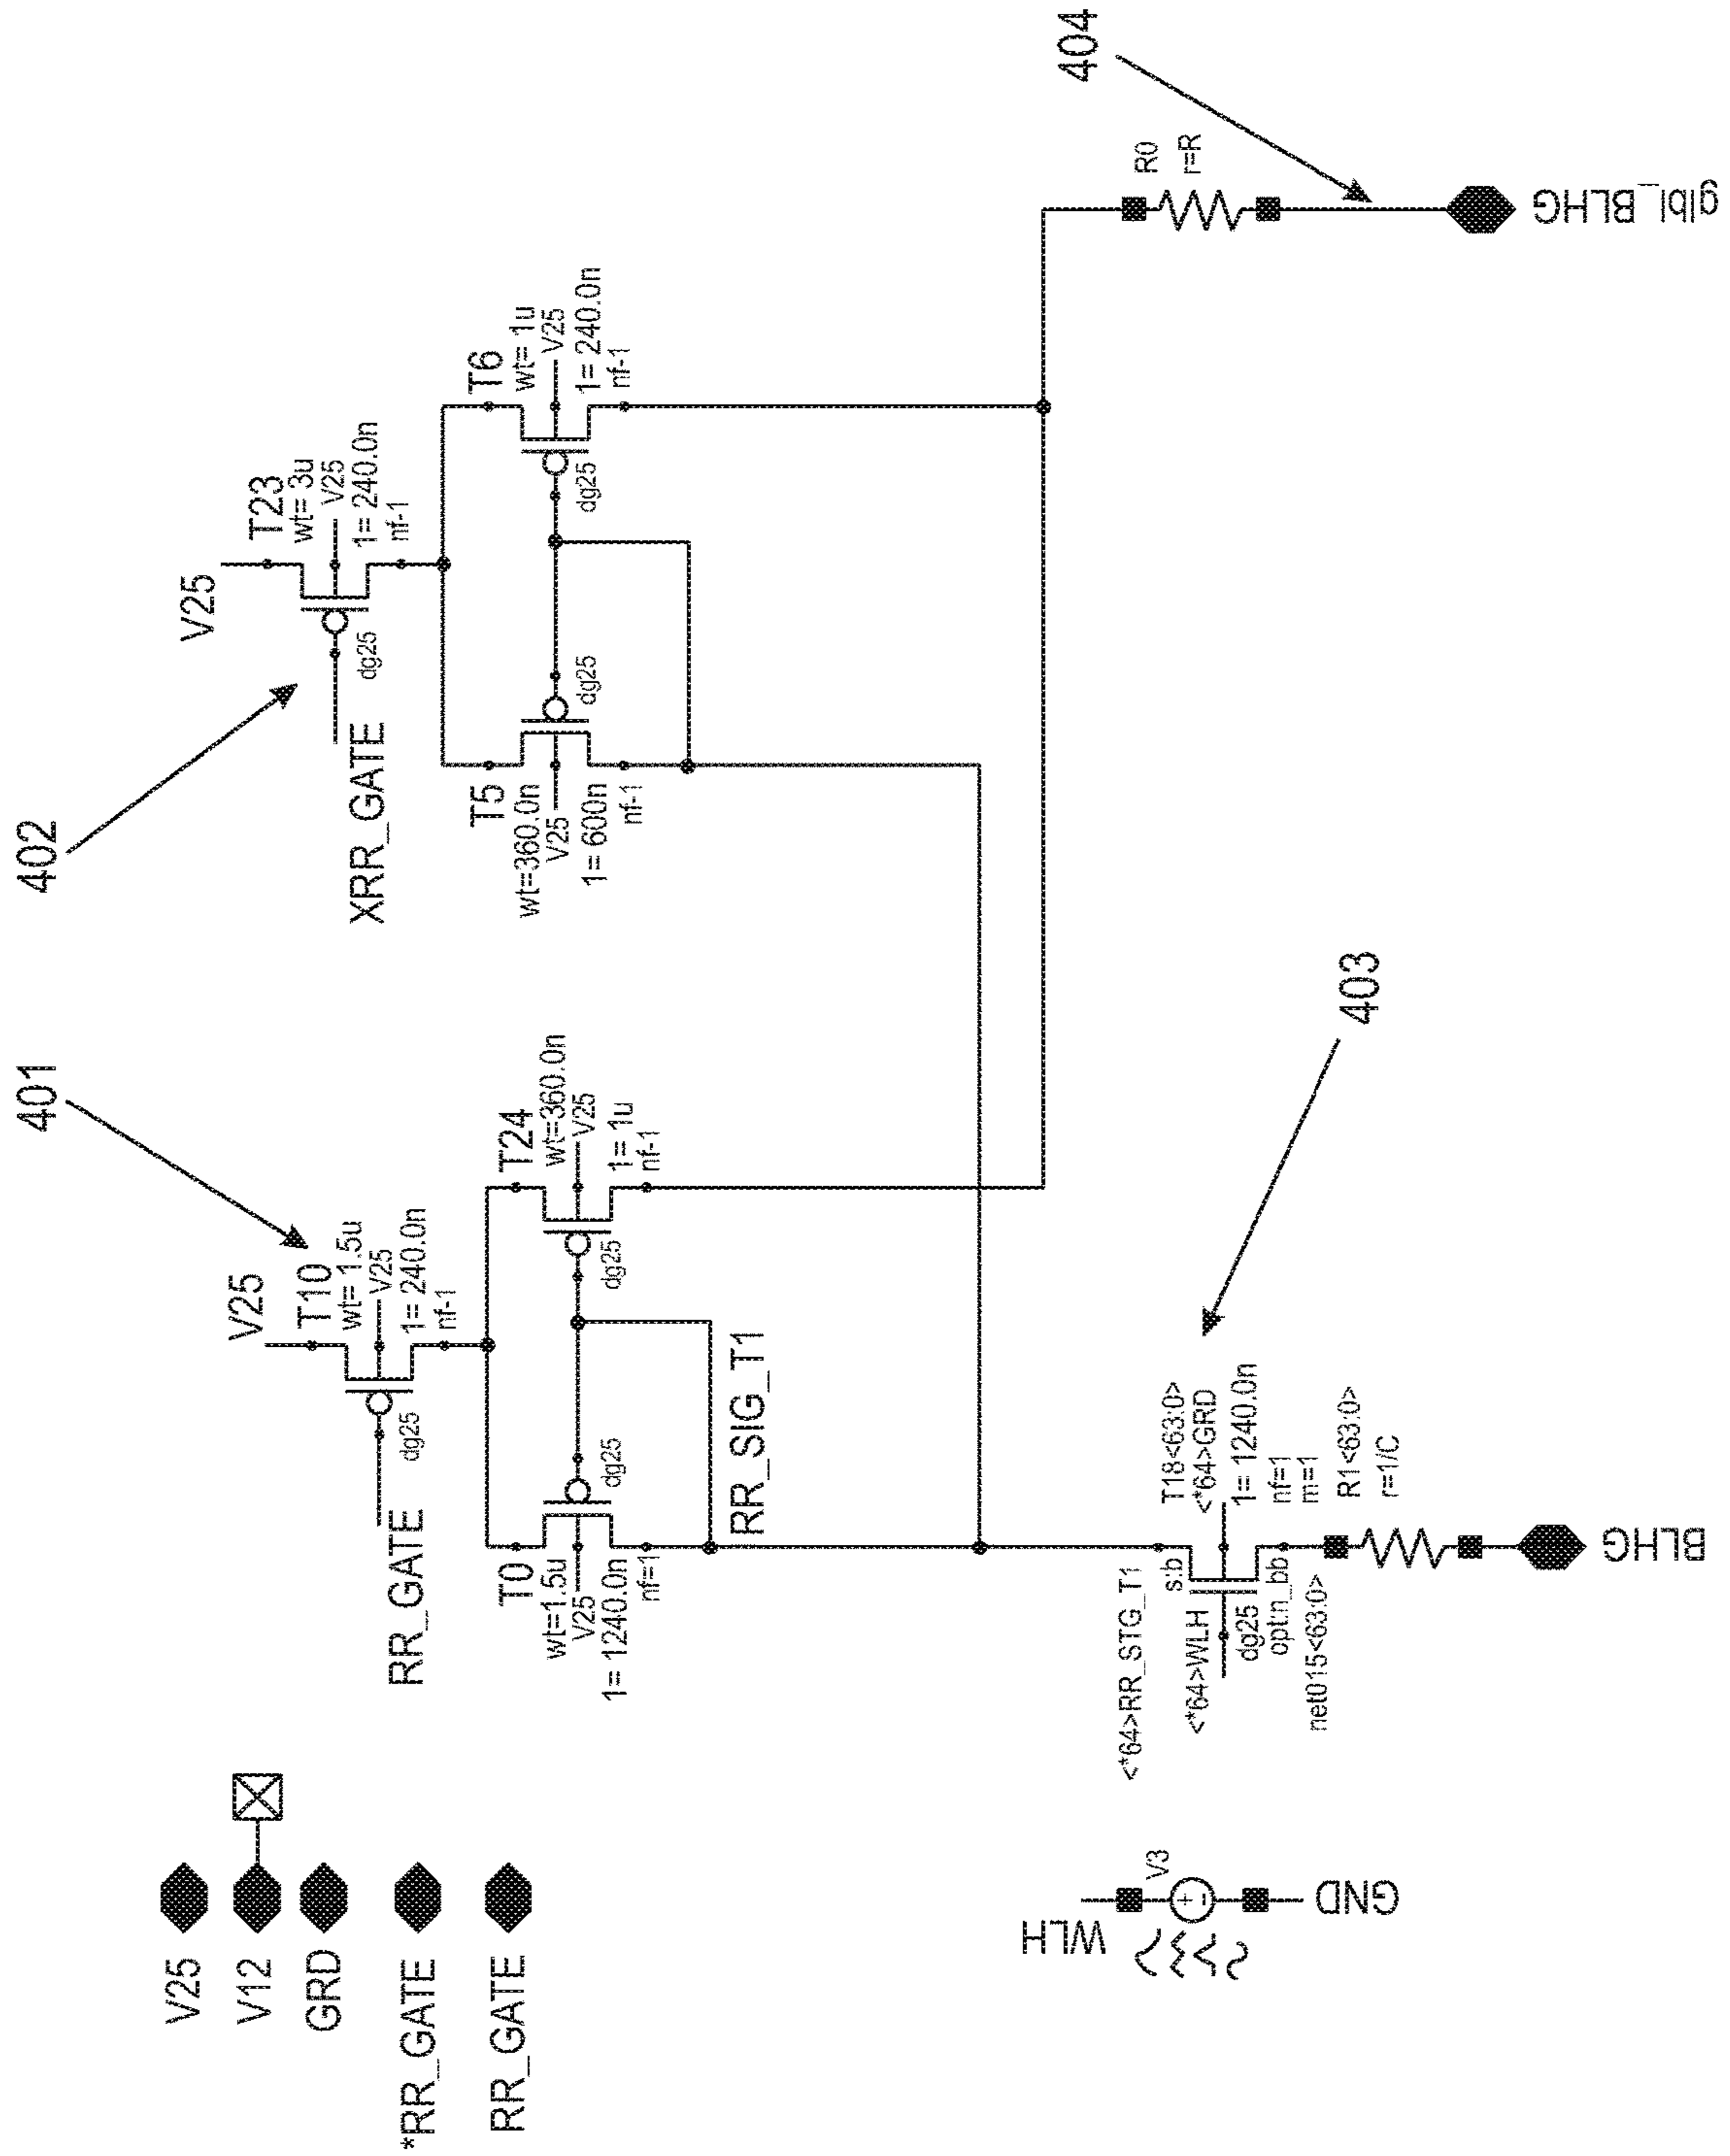 401
402
404
V25
T10
wt= 1.5u
V25
1= 240.0n
nf-1
dg25
RR_GATE
V25
T23
wt= 3u
V25
1= 240.0n
nf-1
dg25
XRR_GATE
T0
wt=1.5u
V25
1= 1240.0n
nf=1
dg25
T24
wt=360.0n
V25
1= 1u
nf-1
dg25
RR_SIG_T1
T5
wt=360.0n
V25
1= 600n
nf-1
dg25
T6
wt= 1u
V25
1= 240.0n
nf-1
dg25
V25
V12
GRD
*RR_GATE
RR_GATE
WLH
V3
+
-
GND
<*64>RR_STG_T1
s:b
<*64>WLH
dg25
opt:n_bb
net015<63:0>
T18<63:0>
<*64>GRD
1= 1240.0n
nf=1
m=1
R1<63:0>
r=1/C
BLHG
403
R0
r=R
glbl_BLHG